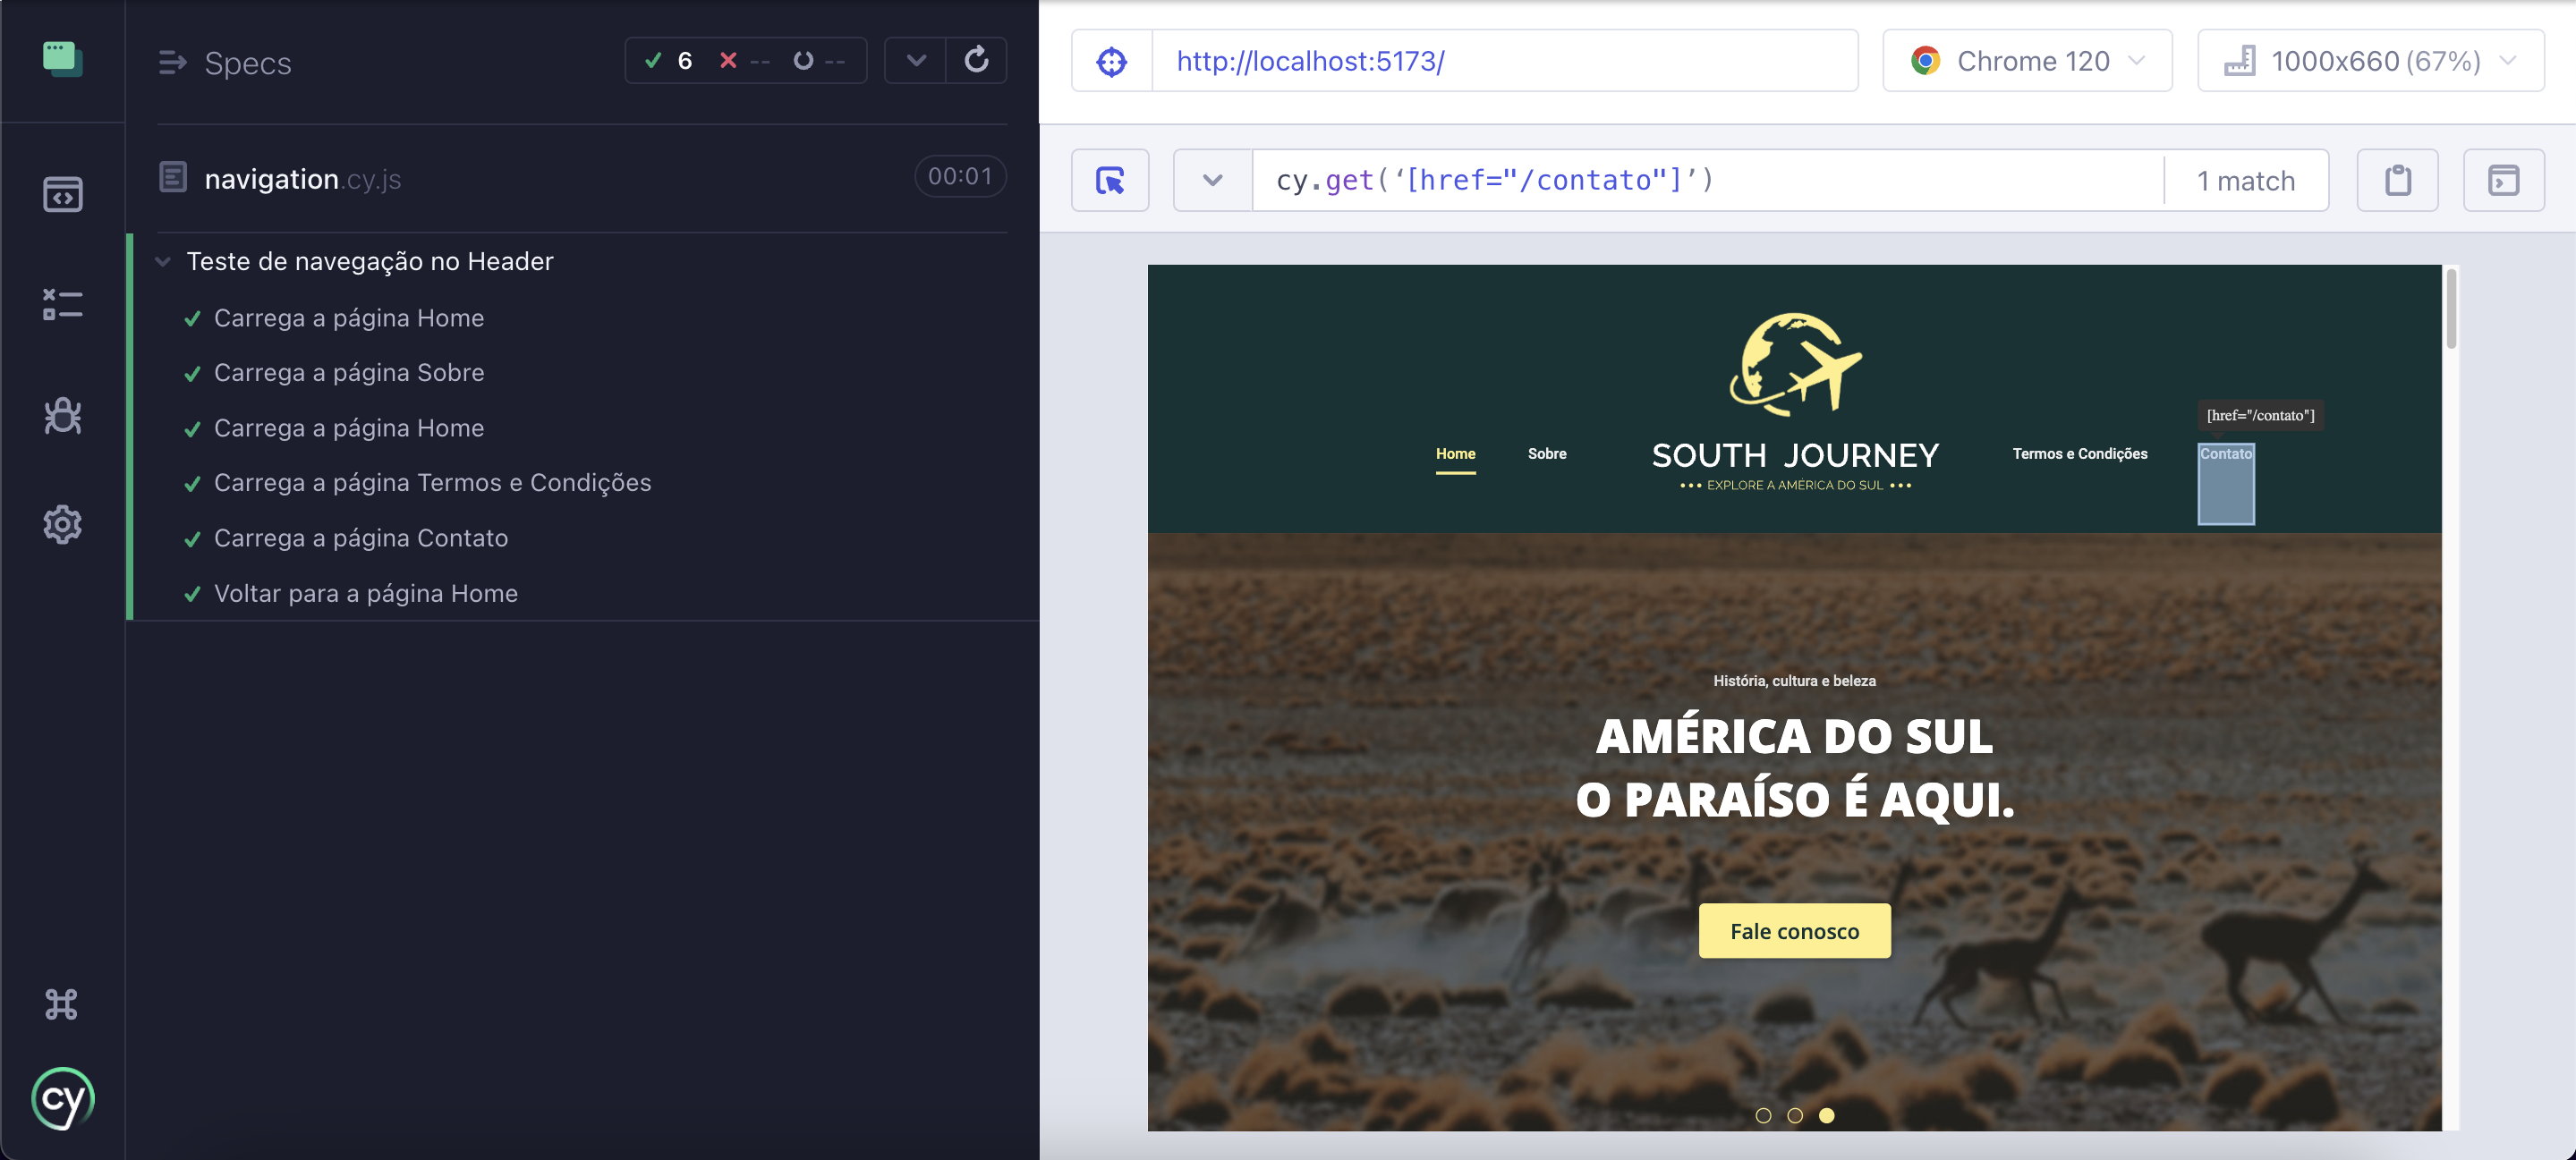 Specs
6 -- --
navigation.cy.js
00:01
Teste de navegação no Header
Carrega a página Home
Carrega a página Sobre
Carrega a página Home
Carrega a página Termos e Condições
Carrega a página Contato
Voltar para a página Home
cy
http://localhost:5173/
Chrome 120
1000x660 (67%)
cy.get(‘[href="/contato"]’)
1 match
[href="/contato"]
Home
Sobre
SOUTH JOURNEY
••• EXPLORE A AMÉRICA DO SUL •••
Termos e Condições
Contato
História, cultura e beleza
AMÉRICA DO SUL
O PARAÍSO É AQUI.
Fale conosco